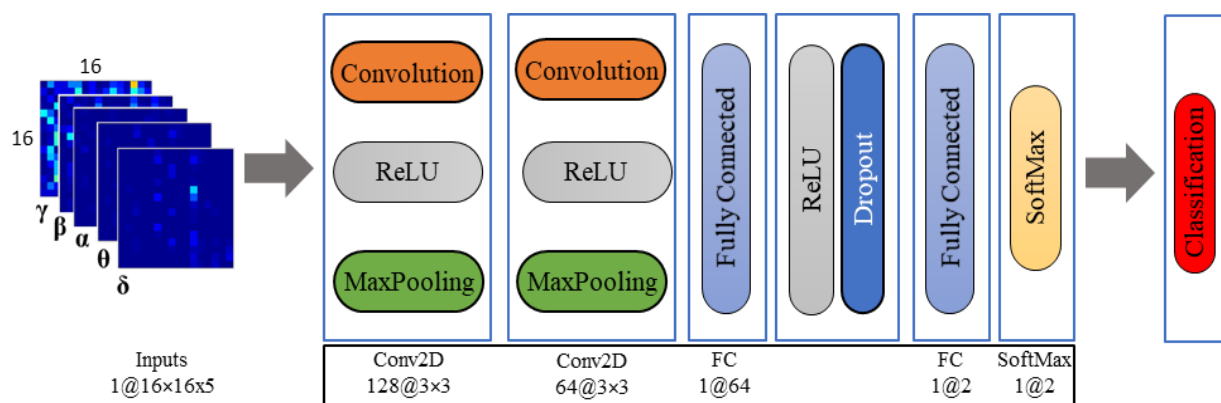 16
16
γ
β
α
θ
δ
Convolution
ReLU
MaxPooling
Convolution
ReLU
MaxPooling
Fully Connected
ReLU
Dropout
Fully Connected
SoftMax
Classification
Inputs
1@16×16x5
Conv2D
128@3×3
Conv2D
64@3×3
FC
1@64
FC
1@2
SoftMax
1@2